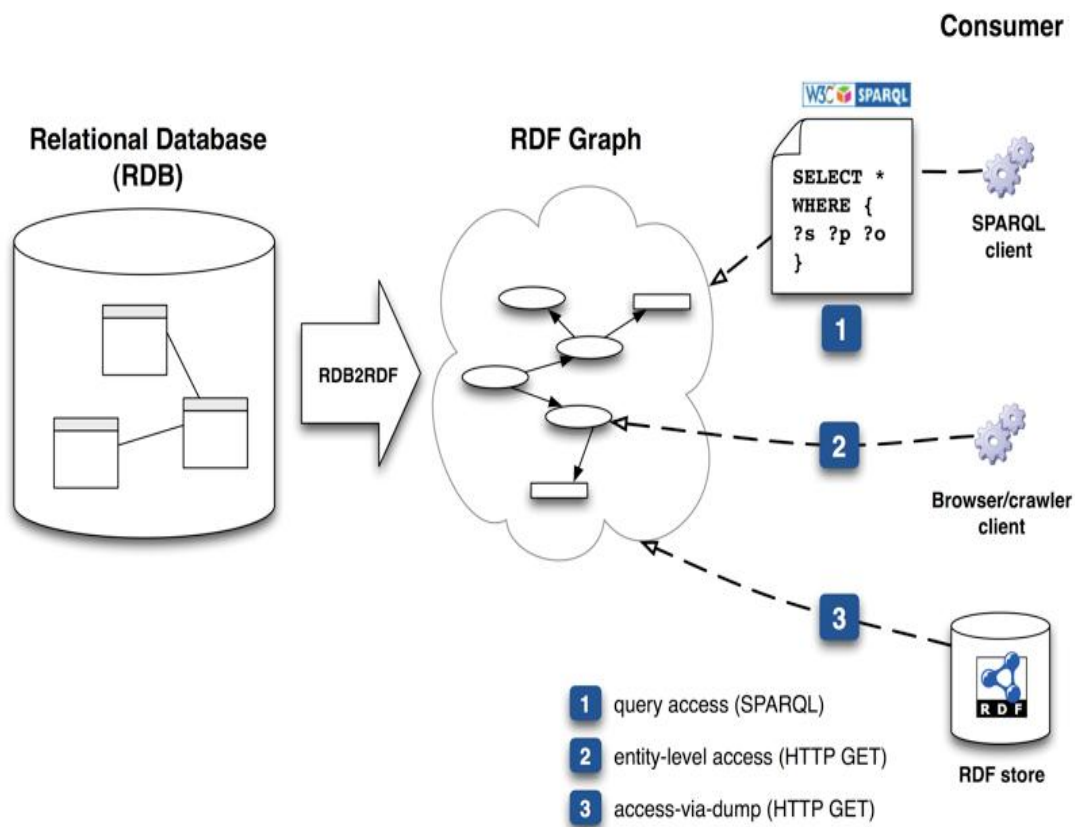 Consumer
W3C SPARQL
Relational Database
(RDB)
RDF Graph
SELECT *
WHERE {
?s ?p ?o
}
SPARQL
client
1
RDB2RDF
2
Browser/crawler
client
3
RDF
RDF store
1 query access (SPARQL)
2 entity-level access (HTTP GET)
3 access-via-dump (HTTP GET)